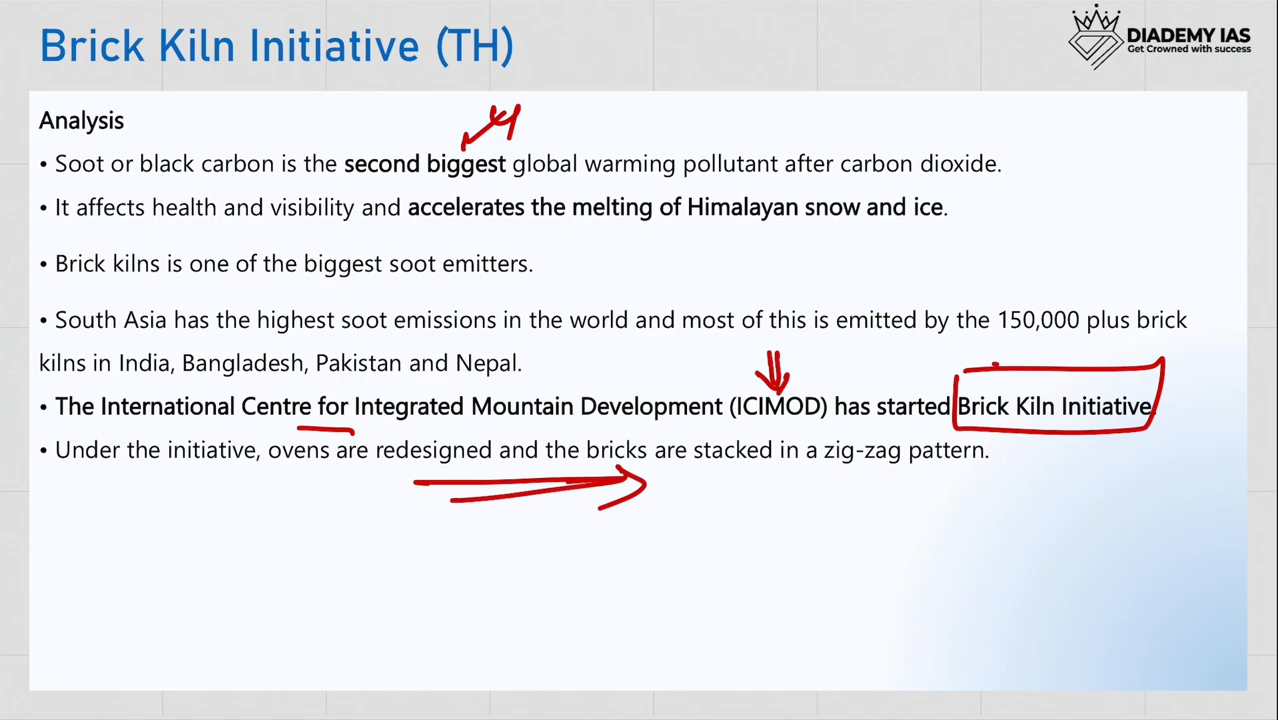 Brick Kiln Initiative (TH)
DIADEMY IAS
Get Crowned with success
Analysis
• Soot or black carbon is the second biggest global warming pollutant after carbon dioxide.
• It affects health and visibility and accelerates the melting of Himalayan snow and ice.
• Brick kilns is one of the biggest soot emitters.
• South Asia has the highest soot emissions in the world and most of this is emitted by the 150,000 plus brick
kilns in India, Bangladesh, Pakistan and Nepal.
• The International Centre for Integrated Mountain Development (ICIMOD) has started Brick Kiln Initiative.
• Under the initiative, ovens are redesigned and the bricks are stacked in a zig-zag pattern.